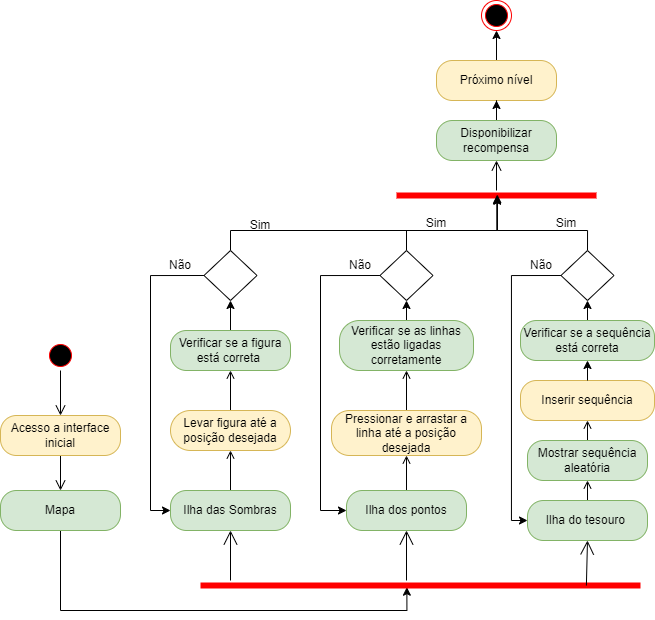 Próximo nível
Disponibilizar
recompensa
Sim
Sim
Sim
Não
Não
Não
Verificar se a figura
está correta
Verificar se as linhas
estão ligadas
corretamente
Verificar se a sequência
está correta
Acesso a interface
inicial
Levar figura até a
posição desejada
Pressionar e arrastar a
linha até a posição
desejada
Inserir sequência
Mostrar sequência
aleatória
Mapa
Ilha das Sombras
Ilha dos pontos
Ilha do tesouro